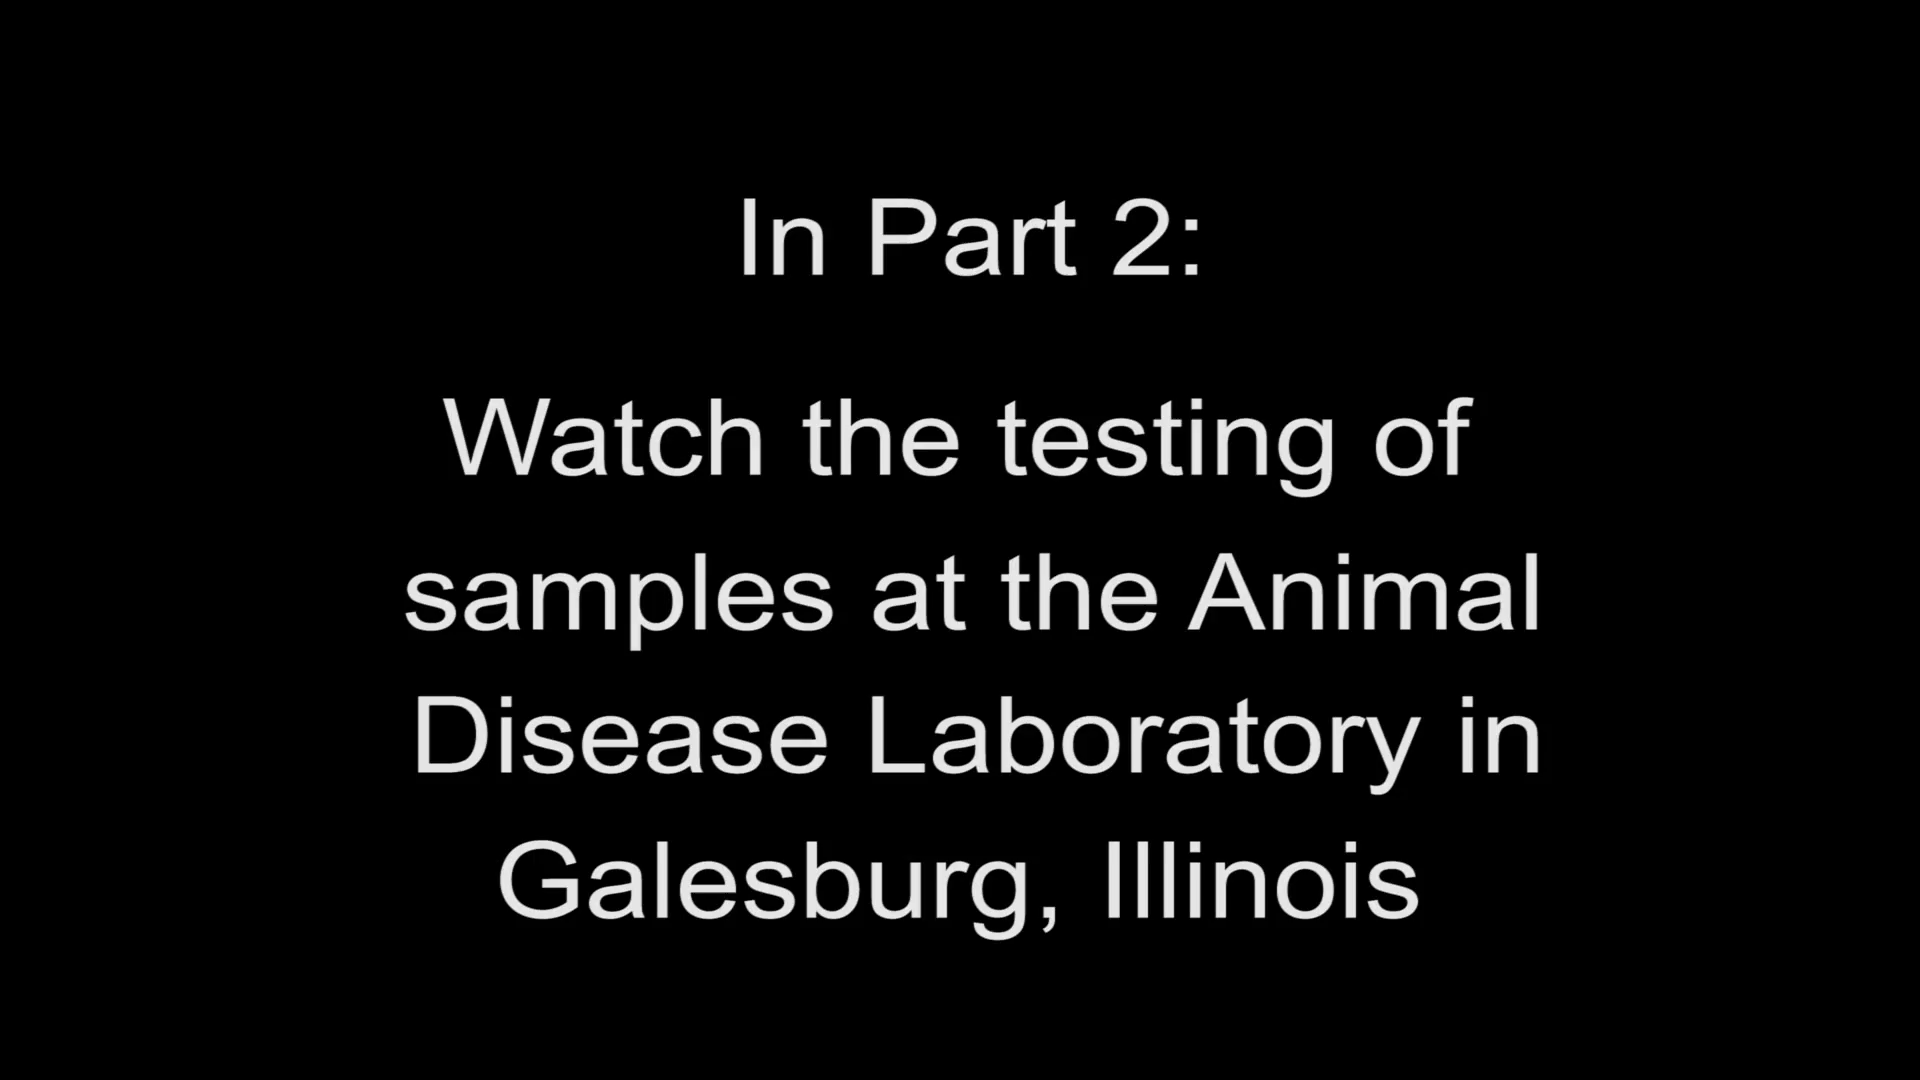 In Part 2:
Watch the testing of
samples at the Animal
Disease Laboratory in
Galesburg, Illinois